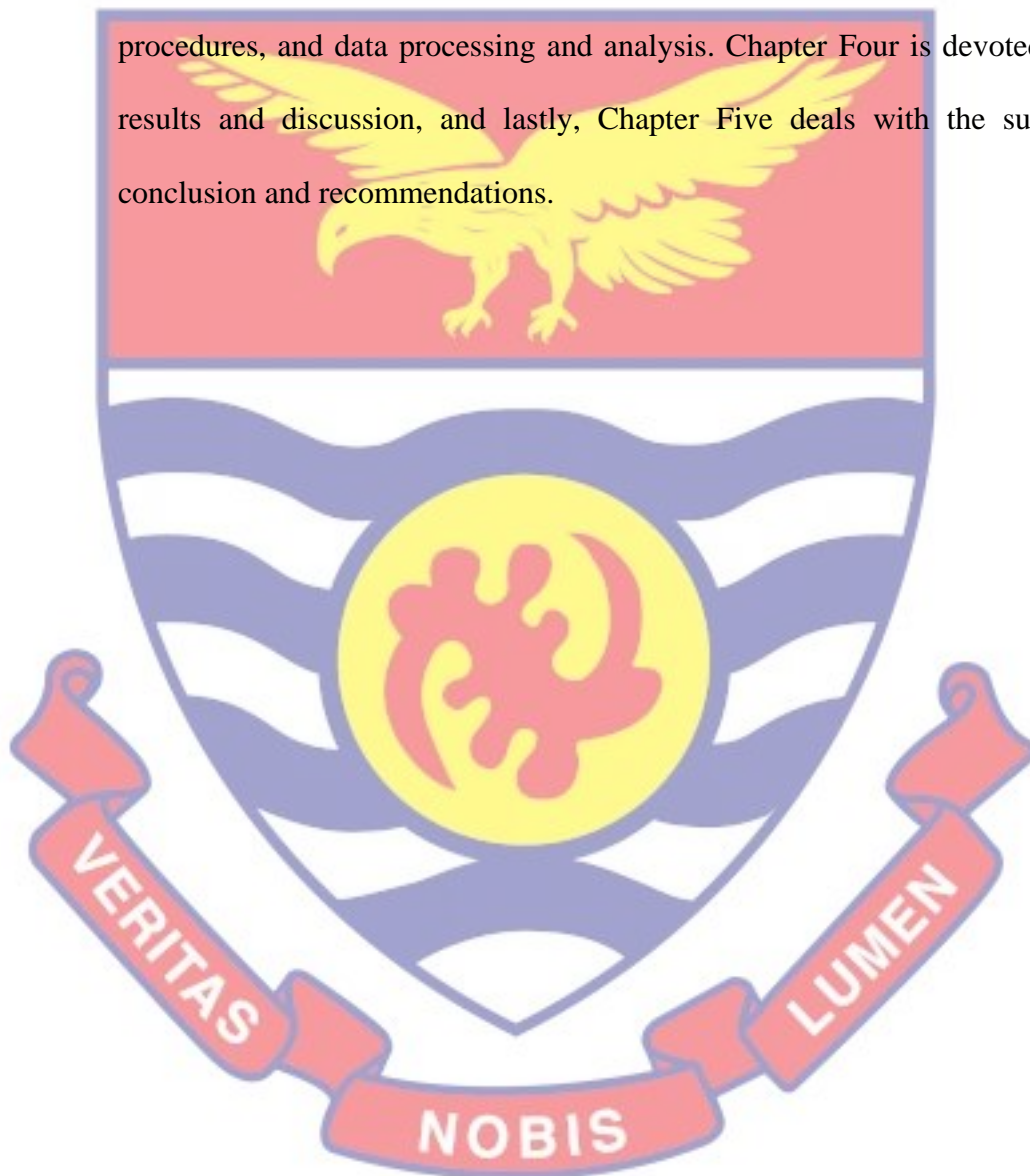 procedures, and data processing and analysis. Chapter Four is devoted
results and discussion, and lastly, Chapter Five deals with the
conclusion and recommendations.
VERITAS
NOBIS
LUMEN